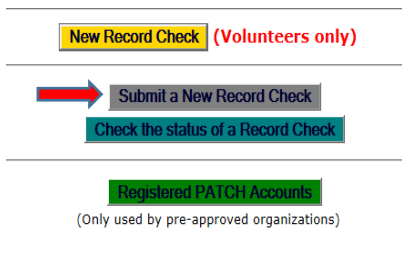 New Record Check (Volunteers only)
Submit a New Record Check
Check the status of a Record Check
Registered PATCH Accounts
(Only used by pre-approved organizations)